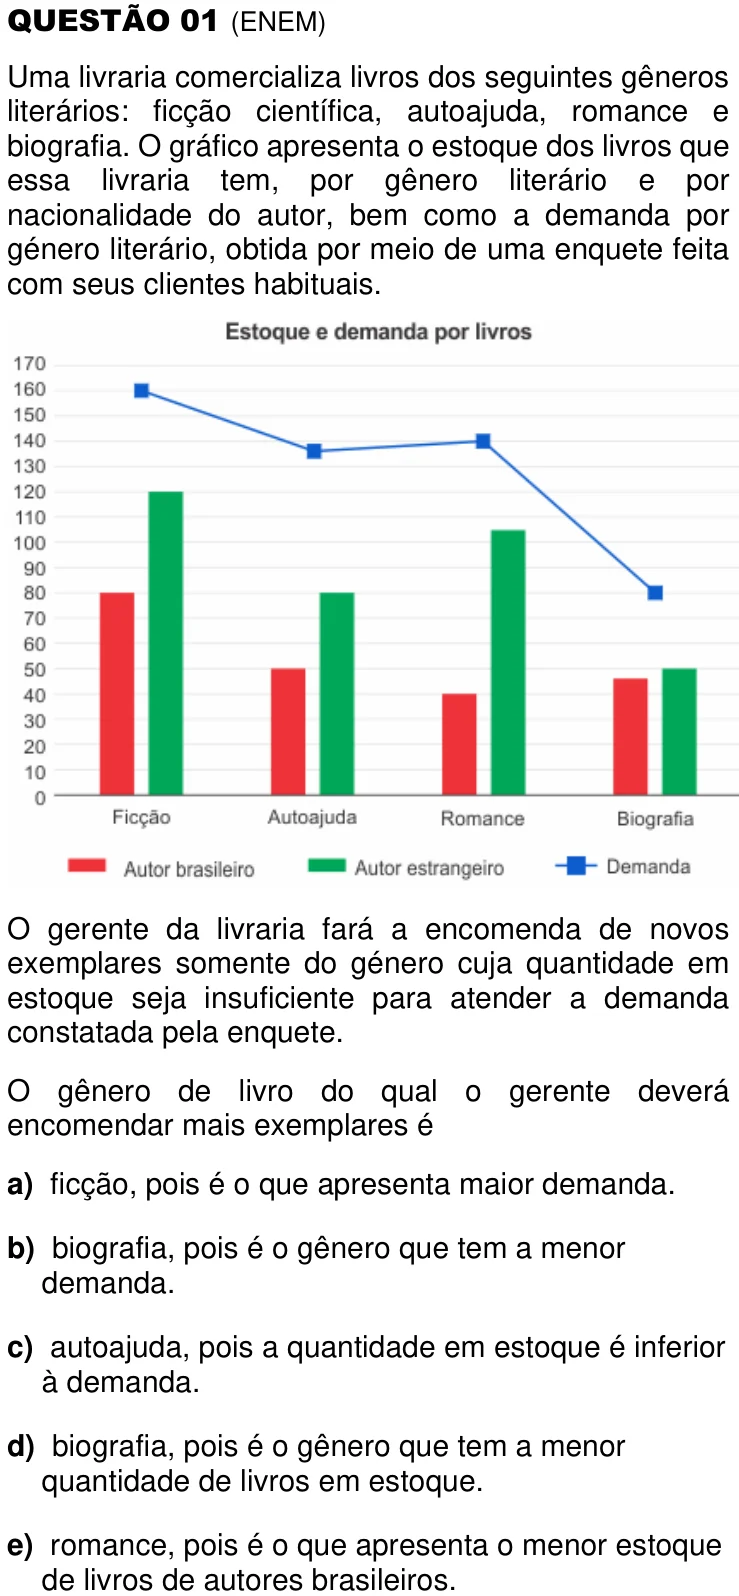 QUESTÃO 01 (ENEM)
Uma livraria comercializa livros dos seguintes gêneros
literários: ficção científica, autoajuda, romance e
biografia. O gráfico apresenta o estoque dos livros que
essa livraria tem, por gênero literário e por
nacionalidade do autor, bem como a demanda por
género literário, obtida por meio de uma enquete feita
com seus clientes habituais.
Estoque e demanda por livros
170
160
150
140
130
120
110
100
90
80
70
60
50
40
30
20
10
0
Ficção Autoajuda Romance Biografia
Autor brasileiro Autor estrangeiro Demanda
O gerente da livraria fará a encomenda de novos
exemplares somente do género cuja quantidade em
estoque seja insuficiente para atender a demanda
constatada pela enquete.
O gênero de livro do qual o gerente deverá
encomendar mais exemplares é
a) ficção, pois é o que apresenta maior demanda.
b) biografia, pois é o gênero que tem a menor
demanda.
c) autoajuda, pois a quantidade em estoque é inferior
à demanda.
d) biografia, pois é o gênero que tem a menor
quantidade de livros em estoque.
e) romance, pois é o que apresenta o menor estoque
de livros de autores brasileiros.